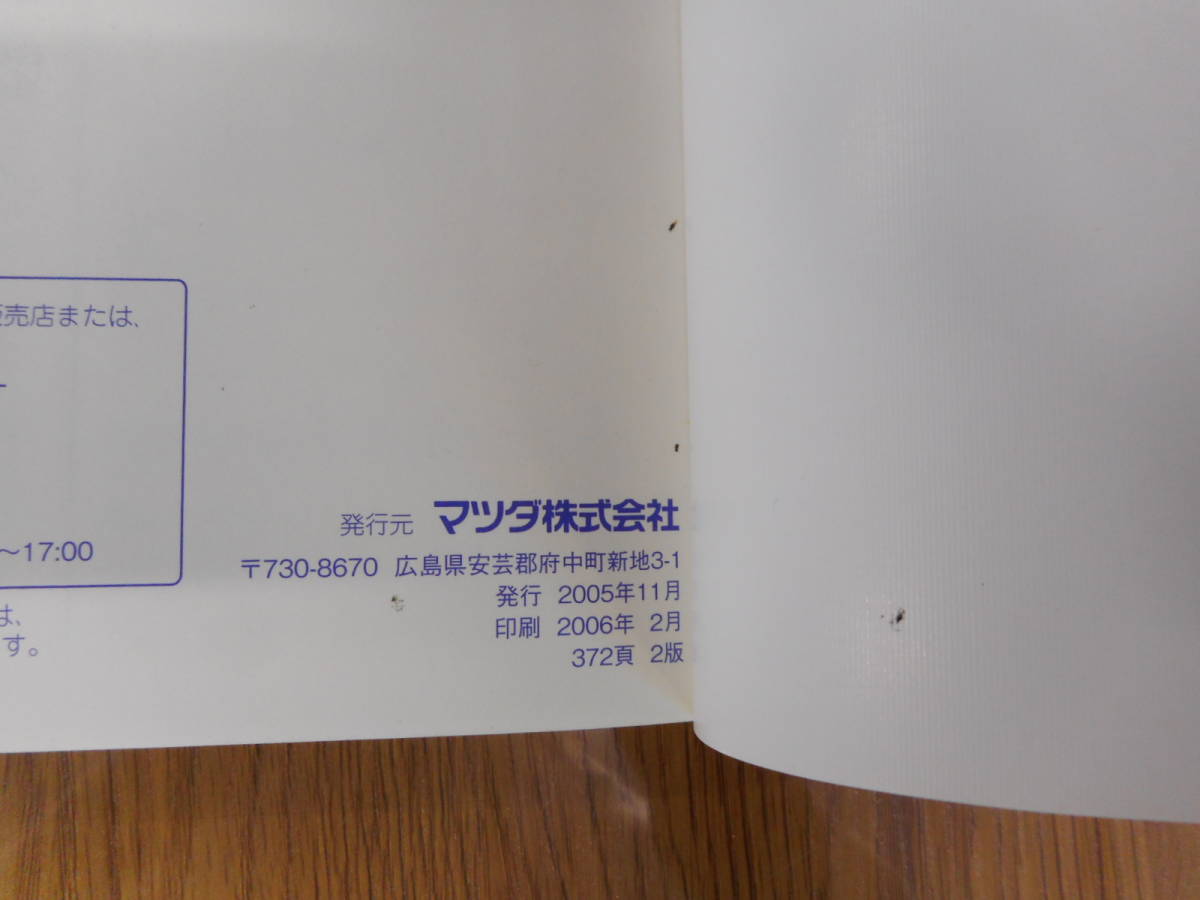 売店または、
～17:00
は、
す。
発行元 マツダ株式会社
〒730-8670 広島県安芸郡府中町新地3-1
発行 2005年11月
印刷 2006年 2月
372頁 2版